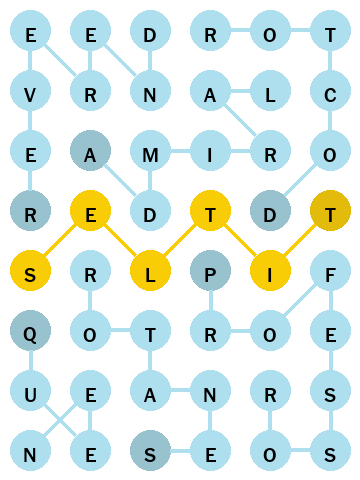 E E D R O T
V R N A L C
E A M I R O
R E D T D T
S R L P I F
Q O T R O E
U E A N R S
N E S E O S